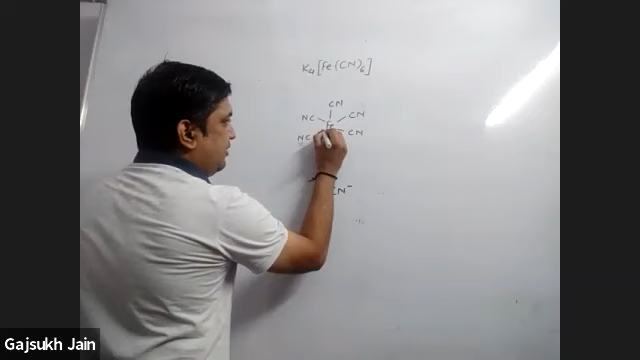 K₄[Fe(CN)₆]
CN
NC CN
Fe
NC CN
CN⁻
Gajsukh Jain